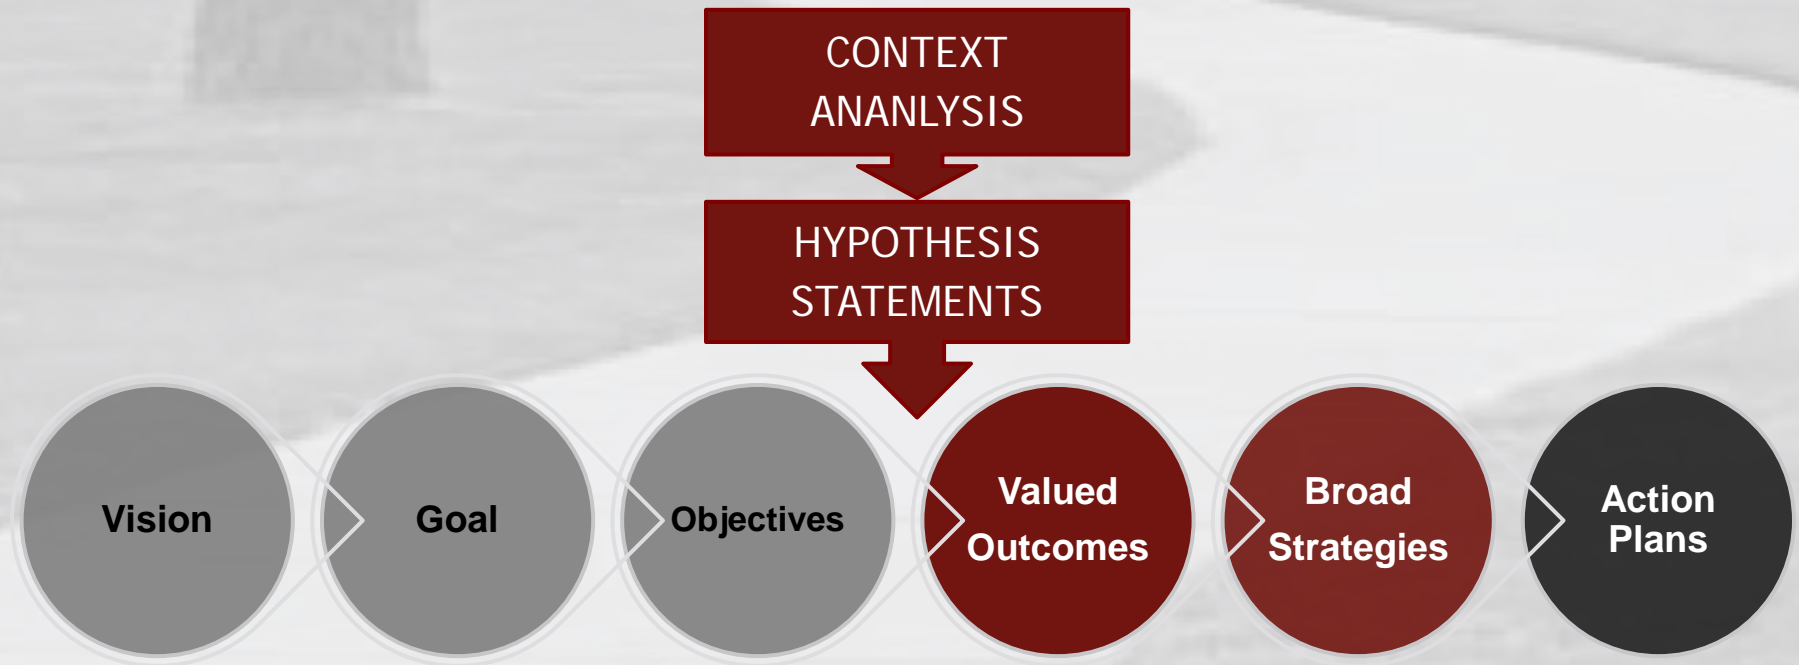 CONTEXT
ANANLYSIS
HYPOTHESIS
STATEMENTS
Vision
Goal
Objectives
Valued
Outcomes
Broad
Strategies
Action
Plans